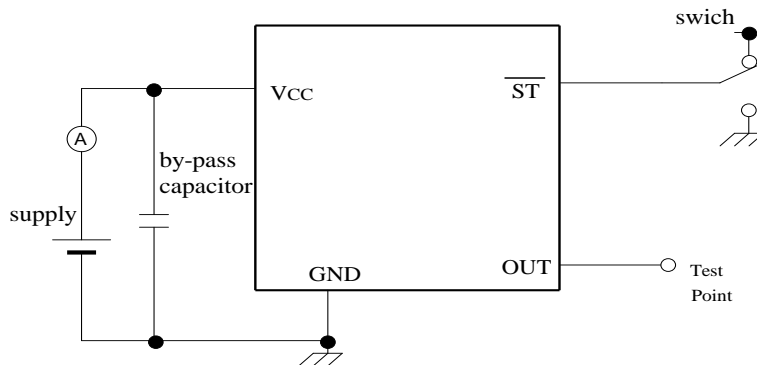 swich
VCC
ST
A
by-pass
capacitor
supply
GND
OUT
Test
Point